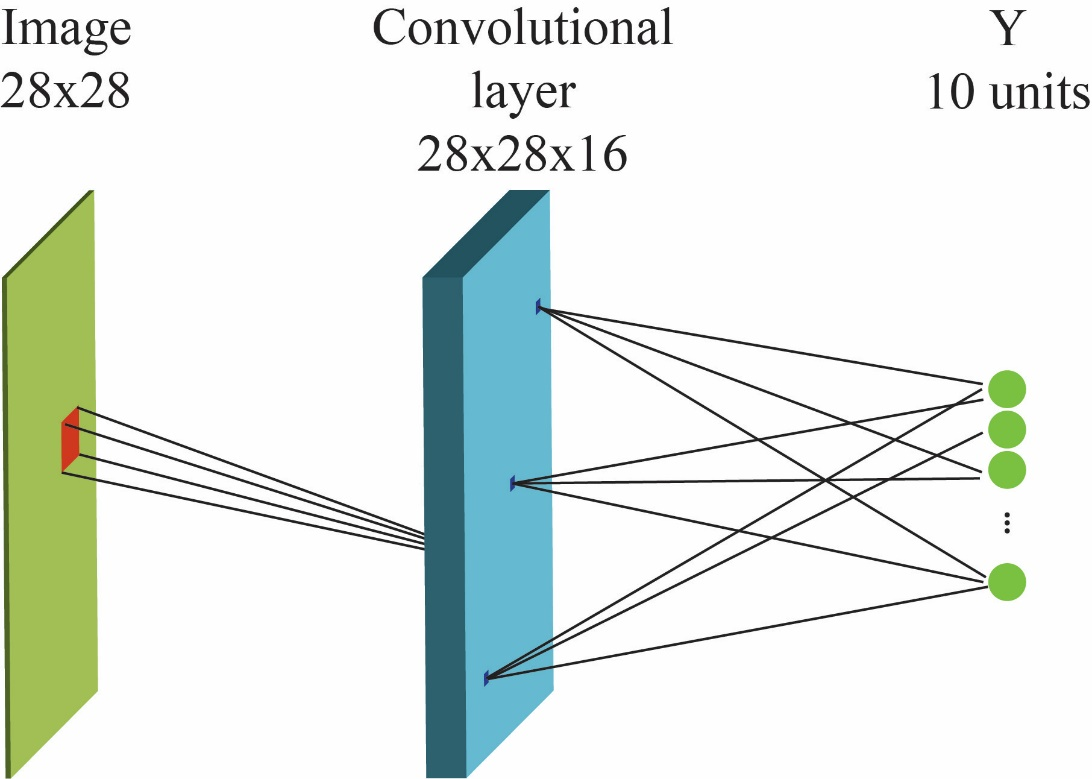 Image
28x28
Convolutional
layer
28x28x16
Y
10 units